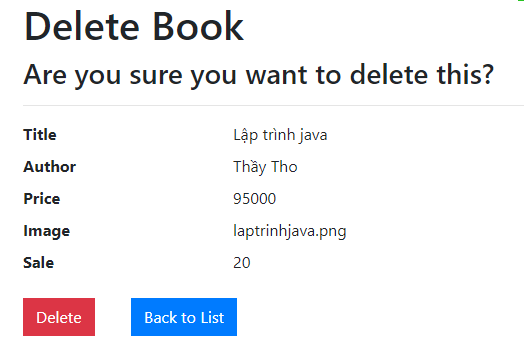 Delete Book
Are you sure you want to delete this?
Title Lập trình java
Author Thầy Tho
Price 95000
Image laptrinhjava.png
Sale 20
Delete Back to List